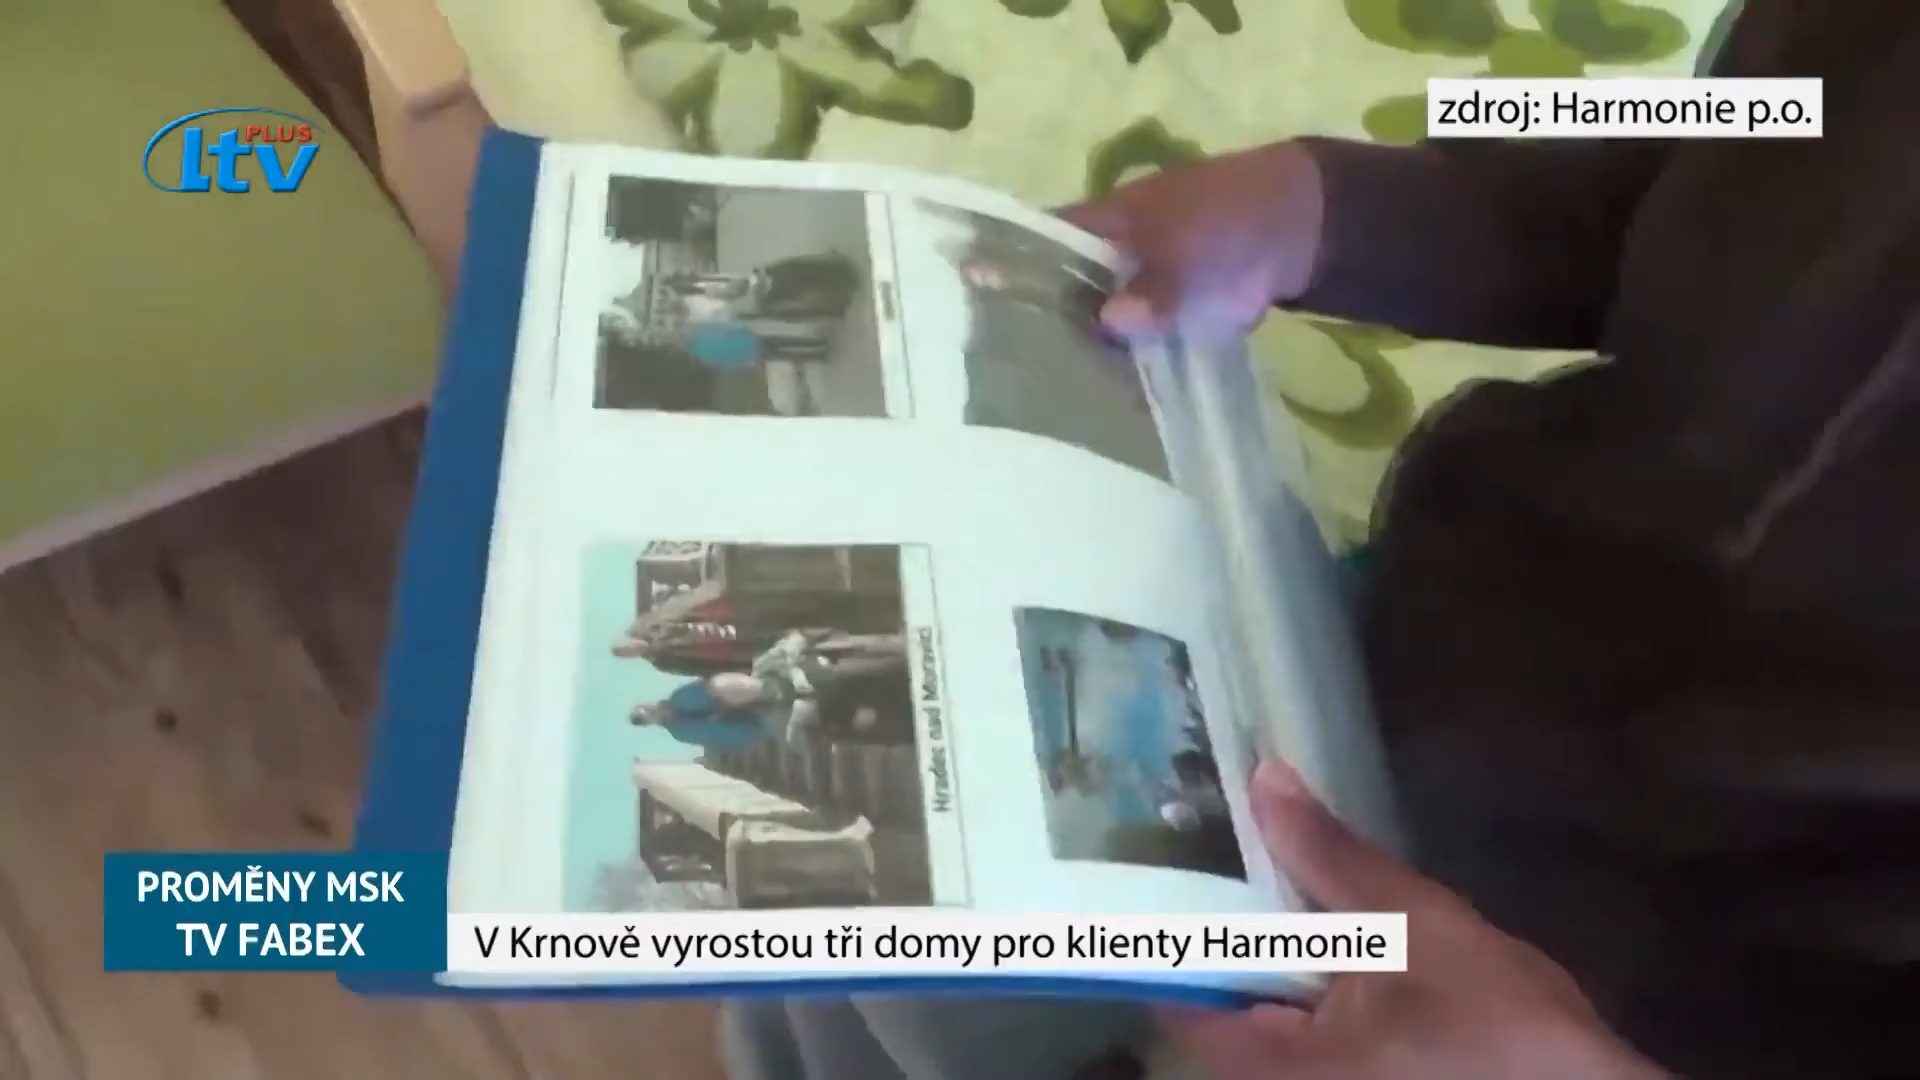 ltv PLUS
zdroj: Harmonie p.o.
Hradec nad Moravicí
PROMĚNY MSK
TV FABEX
V Krnově vyrostou tři domy pro klienty Harmonie